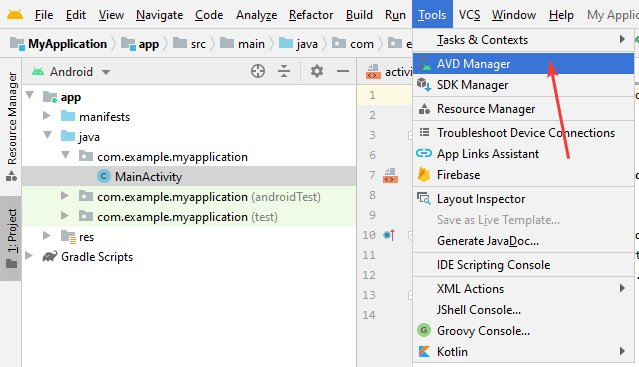 File Edit View Navigate Code Analyze Refactor Build Run Tools VCS Window Help My Applic
MyApplication app src main java com e
Resource Manager
1: Project
Android
app
manifests
java
com.example.myapplication
MainActivity
com.example.myapplication (androidTest)
com.example.myapplication (test)
res
Gradle Scripts
activi
1
2
3
6
7
8
9
10
11
12
13
14
Tasks & Contexts
AVD Manager
SDK Manager
Resource Manager
Troubleshoot Device Connections
App Links Assistant
Firebase
Layout Inspector
Save as Live Template...
Generate JavaDoc...
IDE Scripting Console
XML Actions
JShell Console...
Groovy Console...
Kotlin